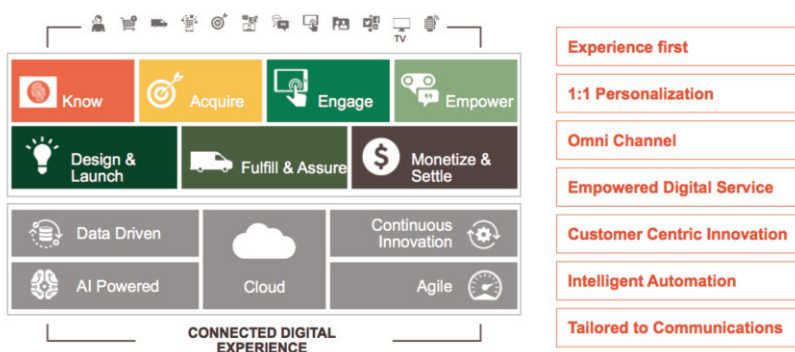 TV
Know
Acquire
Engage
Empower
Design &
Launch
Fulfill & Assure
$
Monetize &
Settle
Data Driven
Cloud
Continuous
Innovation
AI Powered
Agile
CONNECTED DIGITAL
EXPERIENCE
Experience first
1:1 Personalization
Omni Channel
Empowered Digital Service
Customer Centric Innovation
Intelligent Automation
Tailored to Communications